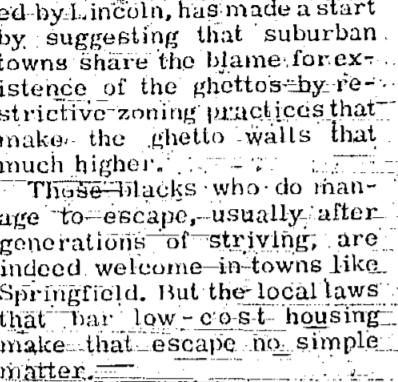 ed by Lincoln, has made a start
by suggesting that suburban
towns share the blame for ex-
istence of the ghettos by re-
strictive zoning practices that
make the ghetto walls that
much higher.
Those blacks who do man-
age to escape, usually after
generations of striving, are
indeed welcome in towns like
Springfield. But the local laws
that bar low-cost housing
make that escape no simple
matter.